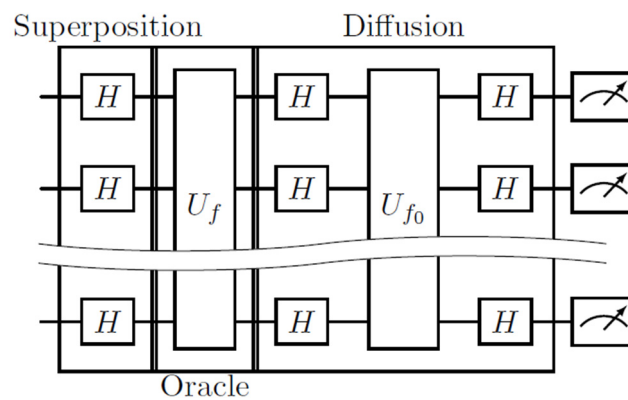 Superposition Diffusion
H H H
H H H
U_f U_{f_0}
H H H
Oracle